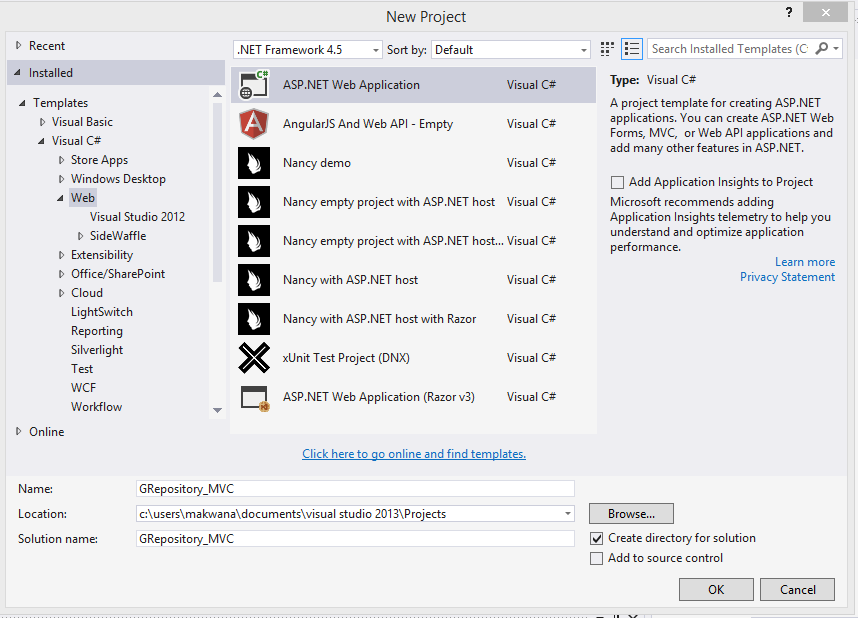 New Project
?
Recent
.NET Framework 4.5
Sort by:
Default
Search Installed Templates (C
Installed
Templates
Visual Basic
Visual C#
Store Apps
Windows Desktop
Web
Visual Studio 2012
SideWaffle
Extensibility
Office/SharePoint
Cloud
LightSwitch
Reporting
Silverlight
Test
WCF
Workflow
Online
C#
ASP.NET Web Application Visual C#
AngularJS And Web API - Empty Visual C#
Nancy demo Visual C#
Nancy empty project with ASP.NET host Visual C#
Nancy empty project with ASP.NET host... Visual C#
Nancy with ASP.NET host Visual C#
Nancy with ASP.NET host with Razor Visual C#
xUnit Test Project (DNX) Visual C#
ASP.NET Web Application (Razor v3) Visual C#
Click here to go online and find templates.
Type: Visual C#
A project template for creating ASP.NET
applications. You can create ASP.NET Web
Forms, MVC, or Web API applications and
add many other features in ASP.NET.
Add Application Insights to Project
Microsoft recommends adding
Application Insights telemetry to help you
understand and optimize application
performance.
Learn more
Privacy Statement
Name: GRepository_MVC
Location: c:\users\makwana\documents\visual studio 2013\Projects
Browse...
Solution name: GRepository_MVC
Create directory for solution
Add to source control
OK
Cancel